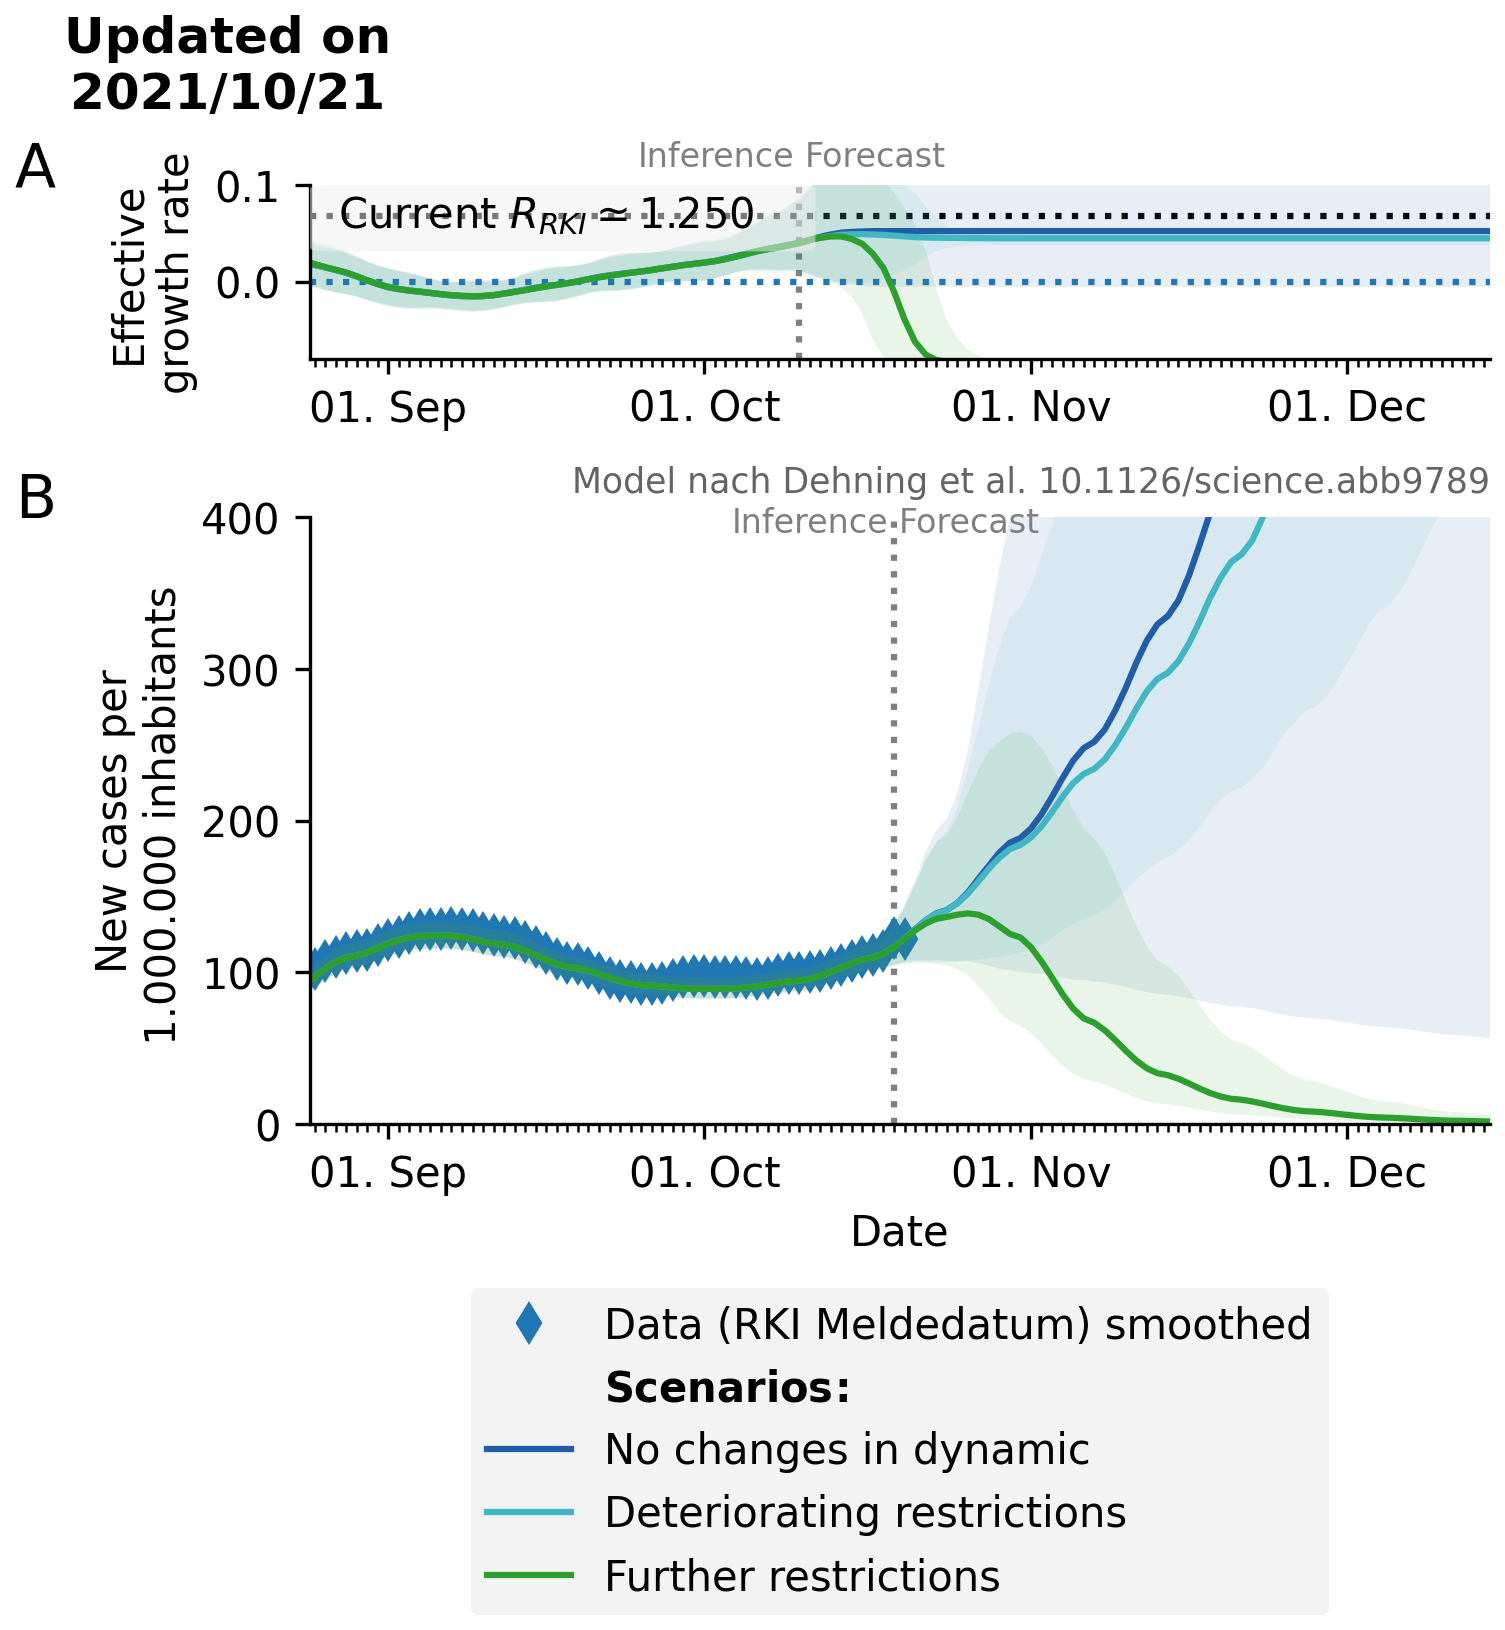 Updated on
2021/10/21
A
Inference Forecast
Effective
growth rate
0.1
0.0
Current R_RKI ≃ 1.250
01. Sep
01. Oct
01. Nov
01. Dec
B
Model nach Dehning et al. 10.1126/science.abb9789
Inference Forecast
New cases per
1.000.000 inhabitants
400
300
200
100
0
01. Sep
01. Oct
01. Nov
01. Dec
Date
Data (RKI Meldedatum) smoothed
Scenarios:
No changes in dynamic
Deteriorating restrictions
Further restrictions